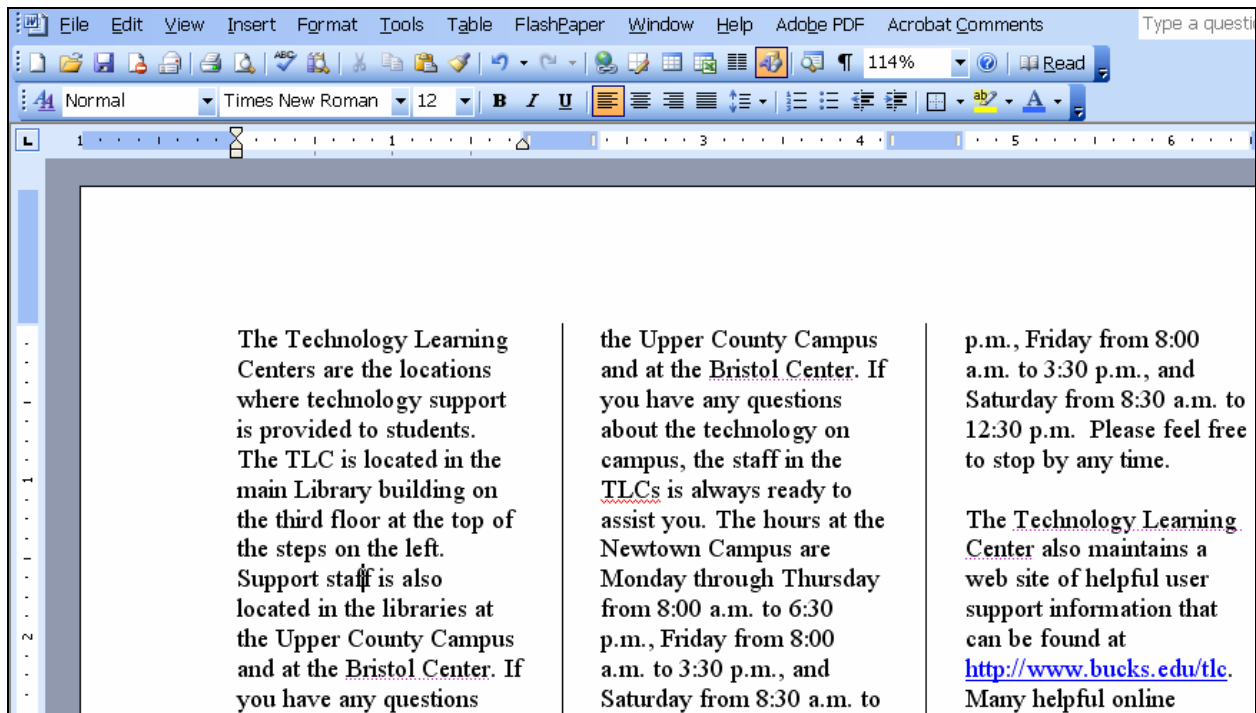 File Edit View Insert Format Tools Table FlashPaper Window Help Adobe PDF Acrobat Comments Type a questi
114% Read
Normal Times New Roman 12 B I U
1 1 3 4 5 6
The Technology Learning
Centers are the locations
where technology support
is provided to students.
The TLC is located in the
main Library building on
the third floor at the top of
the steps on the left.
Support staff is also
located in the libraries at
the Upper County Campus
and at the Bristol Center. If
you have any questions
the Upper County Campus
and at the Bristol Center. If
you have any questions
about the technology on
campus, the staff in the
TLCs is always ready to
assist you. The hours at the
Newtown Campus are
Monday through Thursday
from 8:00 a.m. to 6:30
p.m., Friday from 8:00
a.m. to 3:30 p.m., and
Saturday from 8:30 a.m. to
p.m., Friday from 8:00
a.m. to 3:30 p.m., and
Saturday from 8:30 a.m. to
12:30 p.m. Please feel free
to stop by any time.
The Technology Learning
Center also maintains a
web site of helpful user
support information that
can be found at
http://www.bucks.edu/tlc.
Many helpful online
1
2